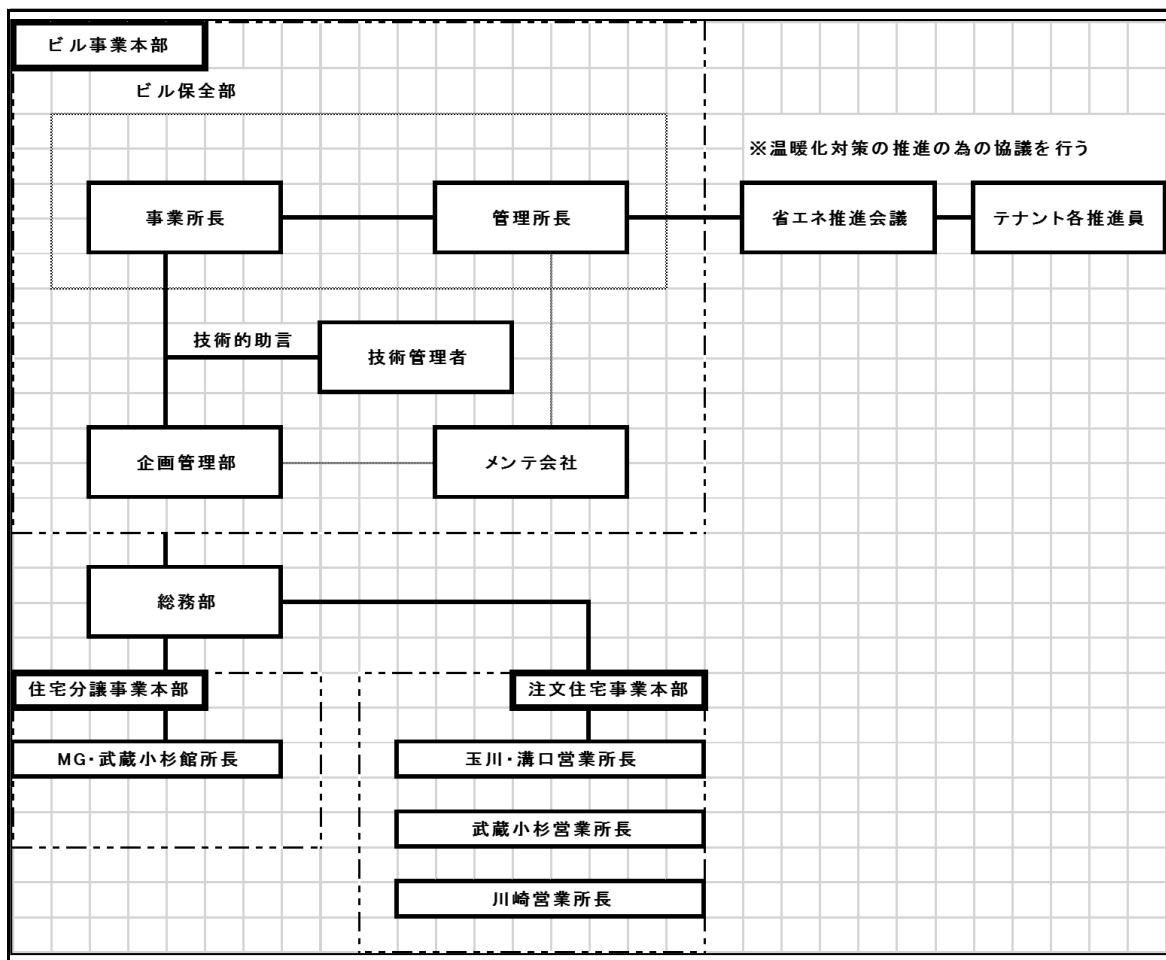 ビル事業本部
ビル保全部
※温暖化対策の推進の為の協議を行う
事業所長
管理所長
省エネ推進会議
テナント各推進員
技術的助言
技術管理者
企画管理部
メンテ会社
総務部
住宅分譲事業本部
注文住宅事業本部
MG・武蔵小杉館所長
玉川・溝口営業所長
武蔵小杉営業所長
川崎営業所長